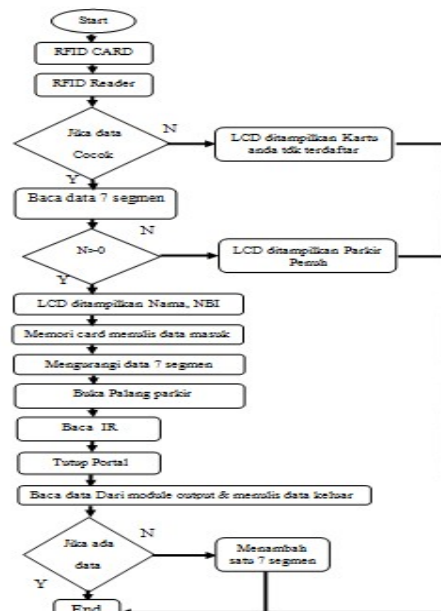 Start
RFID CARD
RFID Reader
Jika data
Cocok
N
LCD ditampilkan Kartu
anda tdk terdaftar
Y
Baca data 7 segmen
N
N>0
LCD ditampilkan Parkir
Penuh
Y
LCD ditampilkan Nama, NBI
Memori card menulis data masuk
Mengurangi data 7 segmen
Buka Palang parkir
Baca IR
Tutup Portal
Baca data Dari module output & menulis data keluar
Jika ada
data
N
Menambah
satu 7 segmen
Y
End